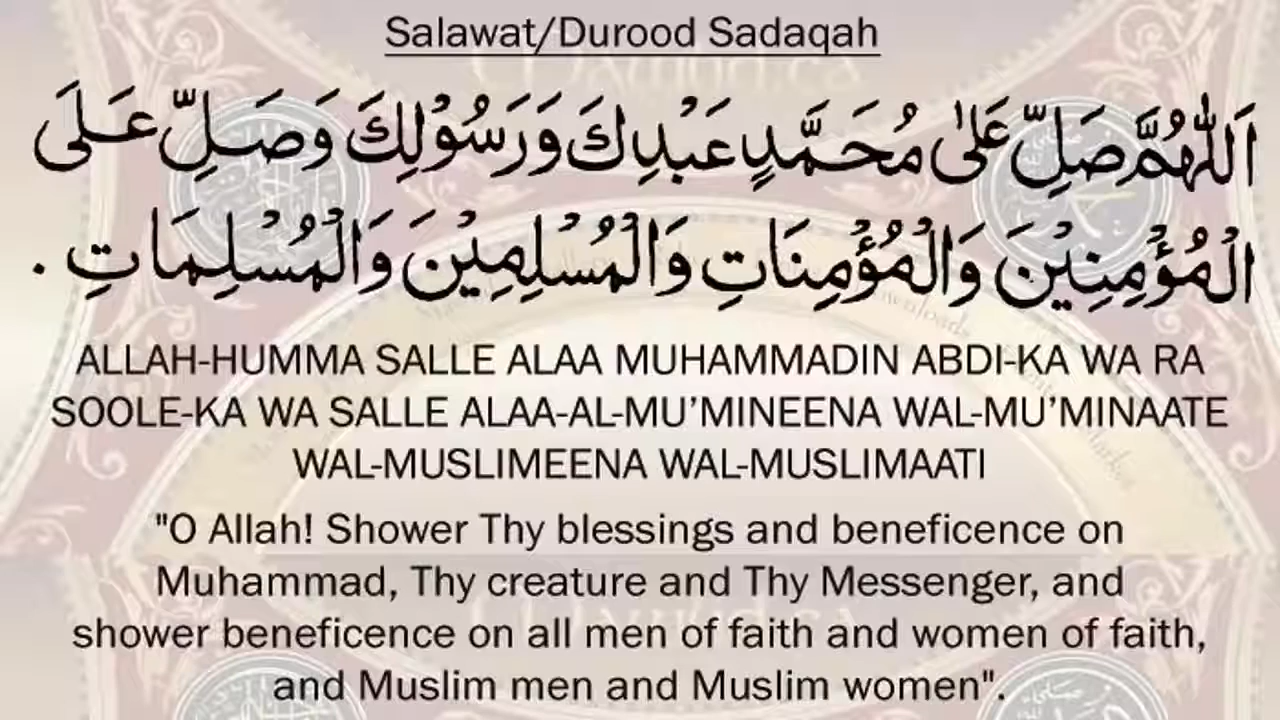 Salawat/Durood Sadaqah
اَللّٰهُمَّ صَلِّ عَلٰى مُحَمَّدٍ عَبْدِكَ وَرَسُوْلِكَ وَصَلِّ عَلَى
الْمُؤْمِنِيْنَ وَالْمُؤْمِنَاتِ وَالْمُسْلِمِيْنَ وَالْمُسْلِمَاتِ .
ALLAH-HUMMA SALLE ALAA MUHAMMADIN ABDI-KA WA RA
SOOLE-KA WA SALLE ALAA-AL-MU’MINEENA WAL-MU’MINAATE
WAL-MUSLIMEENA WAL-MUSLIMAATI
"O Allah! Shower Thy blessings and beneficence on
Muhammad, Thy creature and Thy Messenger, and
shower beneficence on all men of faith and women of faith,
and Muslim men and Muslim women".